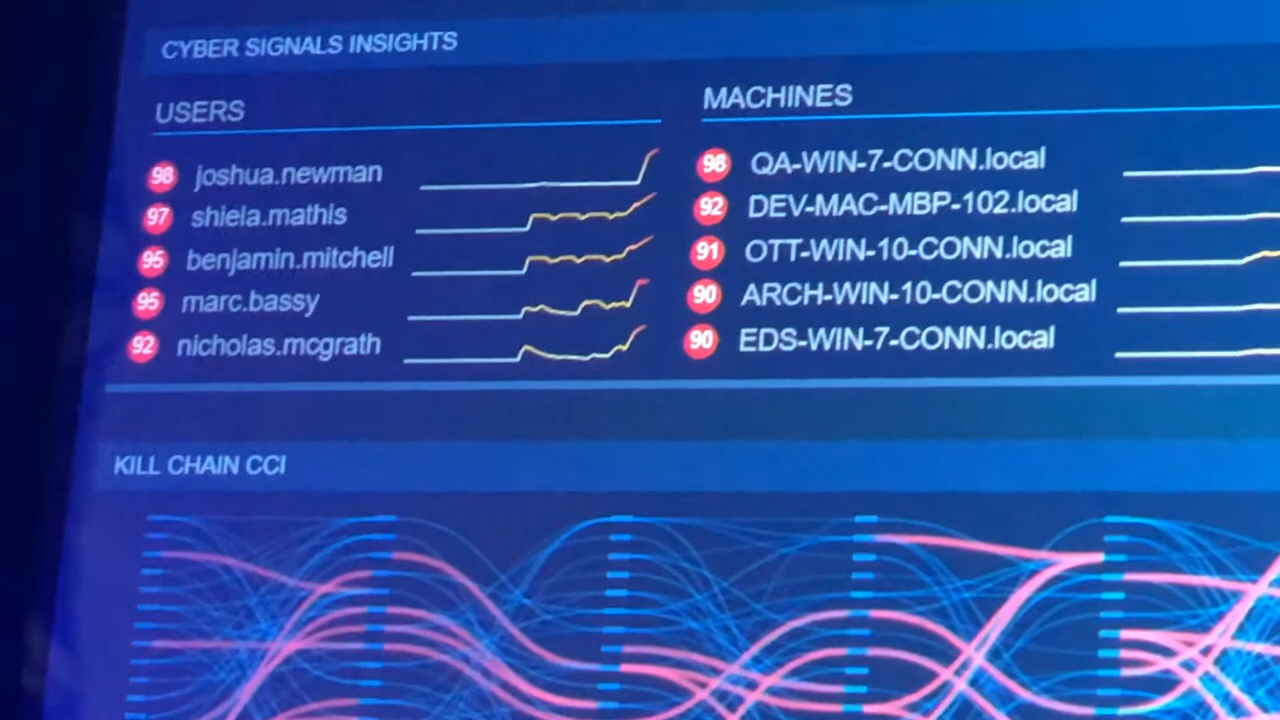 CYBER SIGNALS INSIGHTS
USERS
98 joshua.newman
97 shiela.mathis
95 benjamin.mitchell
95 marc.bassy
92 nicholas.mcgrath
MACHINES
98 QA-WIN-7-CONN.local
92 DEV-MAC-MBP-102.local
91 OTT-WIN-10-CONN.local
90 ARCH-WIN-10-CONN.local
90 EDS-WIN-7-CONN.local
KILL CHAIN CCI